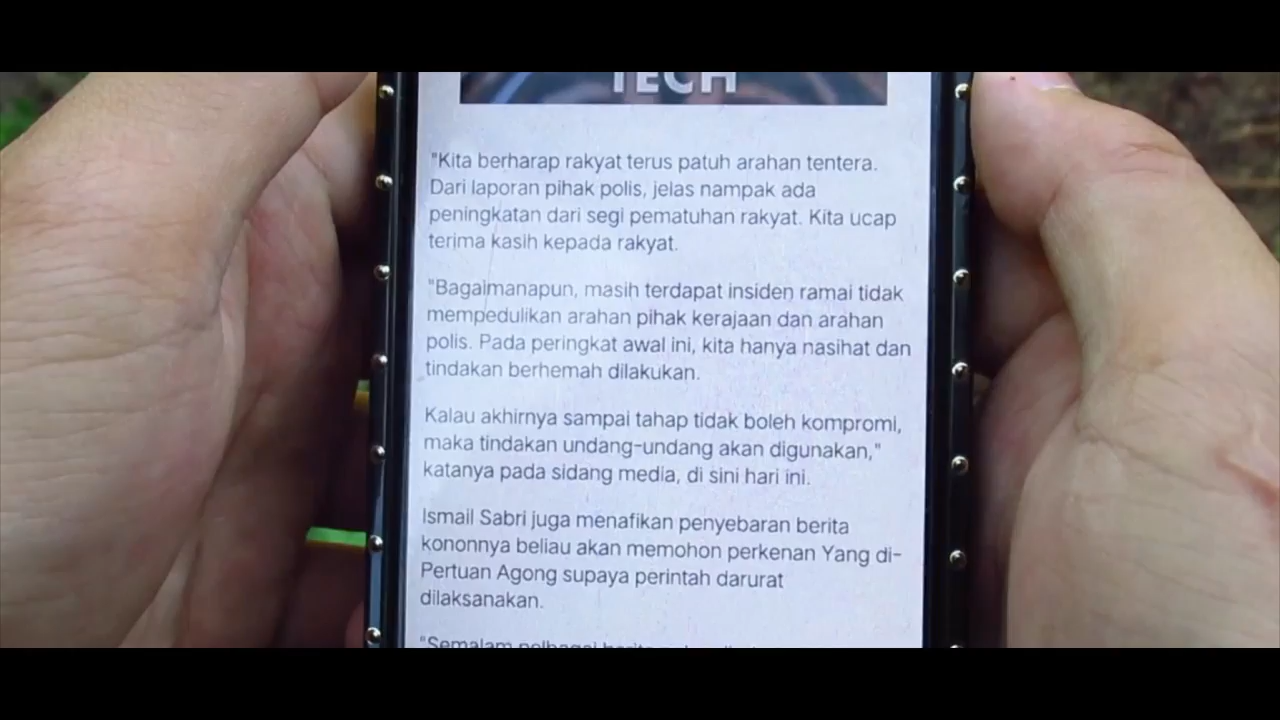 TECH
"Kita berharap rakyat terus patuh arahan tentera.
Dari laporan pihak polis, jelas nampak ada
peningkatan dari segi pematuhan rakyat. Kita ucap
terima kasih kepada rakyat.
"Bagaimanapun, masih terdapat insiden ramai tidak
mempedulikan arahan pihak kerajaan dan arahan
polis. Pada peringkat awal ini, kita hanya nasihat dan
tindakan berhemah dilakukan.
Kalau akhirnya sampai tahap tidak boleh kompromi,
maka tindakan undang-undang akan digunakan,"
katanya pada sidang media, di sini hari ini.
Ismail Sabri juga menafikan penyebaran berita
kononnya beliau akan memohon perkenan Yang di-
Pertuan Agong supaya perintah darurat
dilaksanakan.
"Semalam pelbagai berita